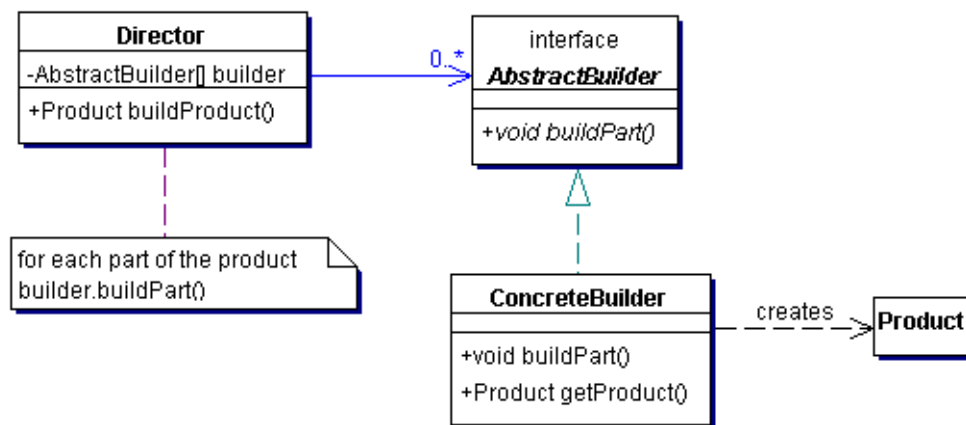 Director
-AbstractBuilder[] builder
+Product buildProduct()
0..*
interface
AbstractBuilder
+void buildPart()
for each part of the product
builder.buildPart()
ConcreteBuilder
+void buildPart()
+Product getProduct()
creates
Product